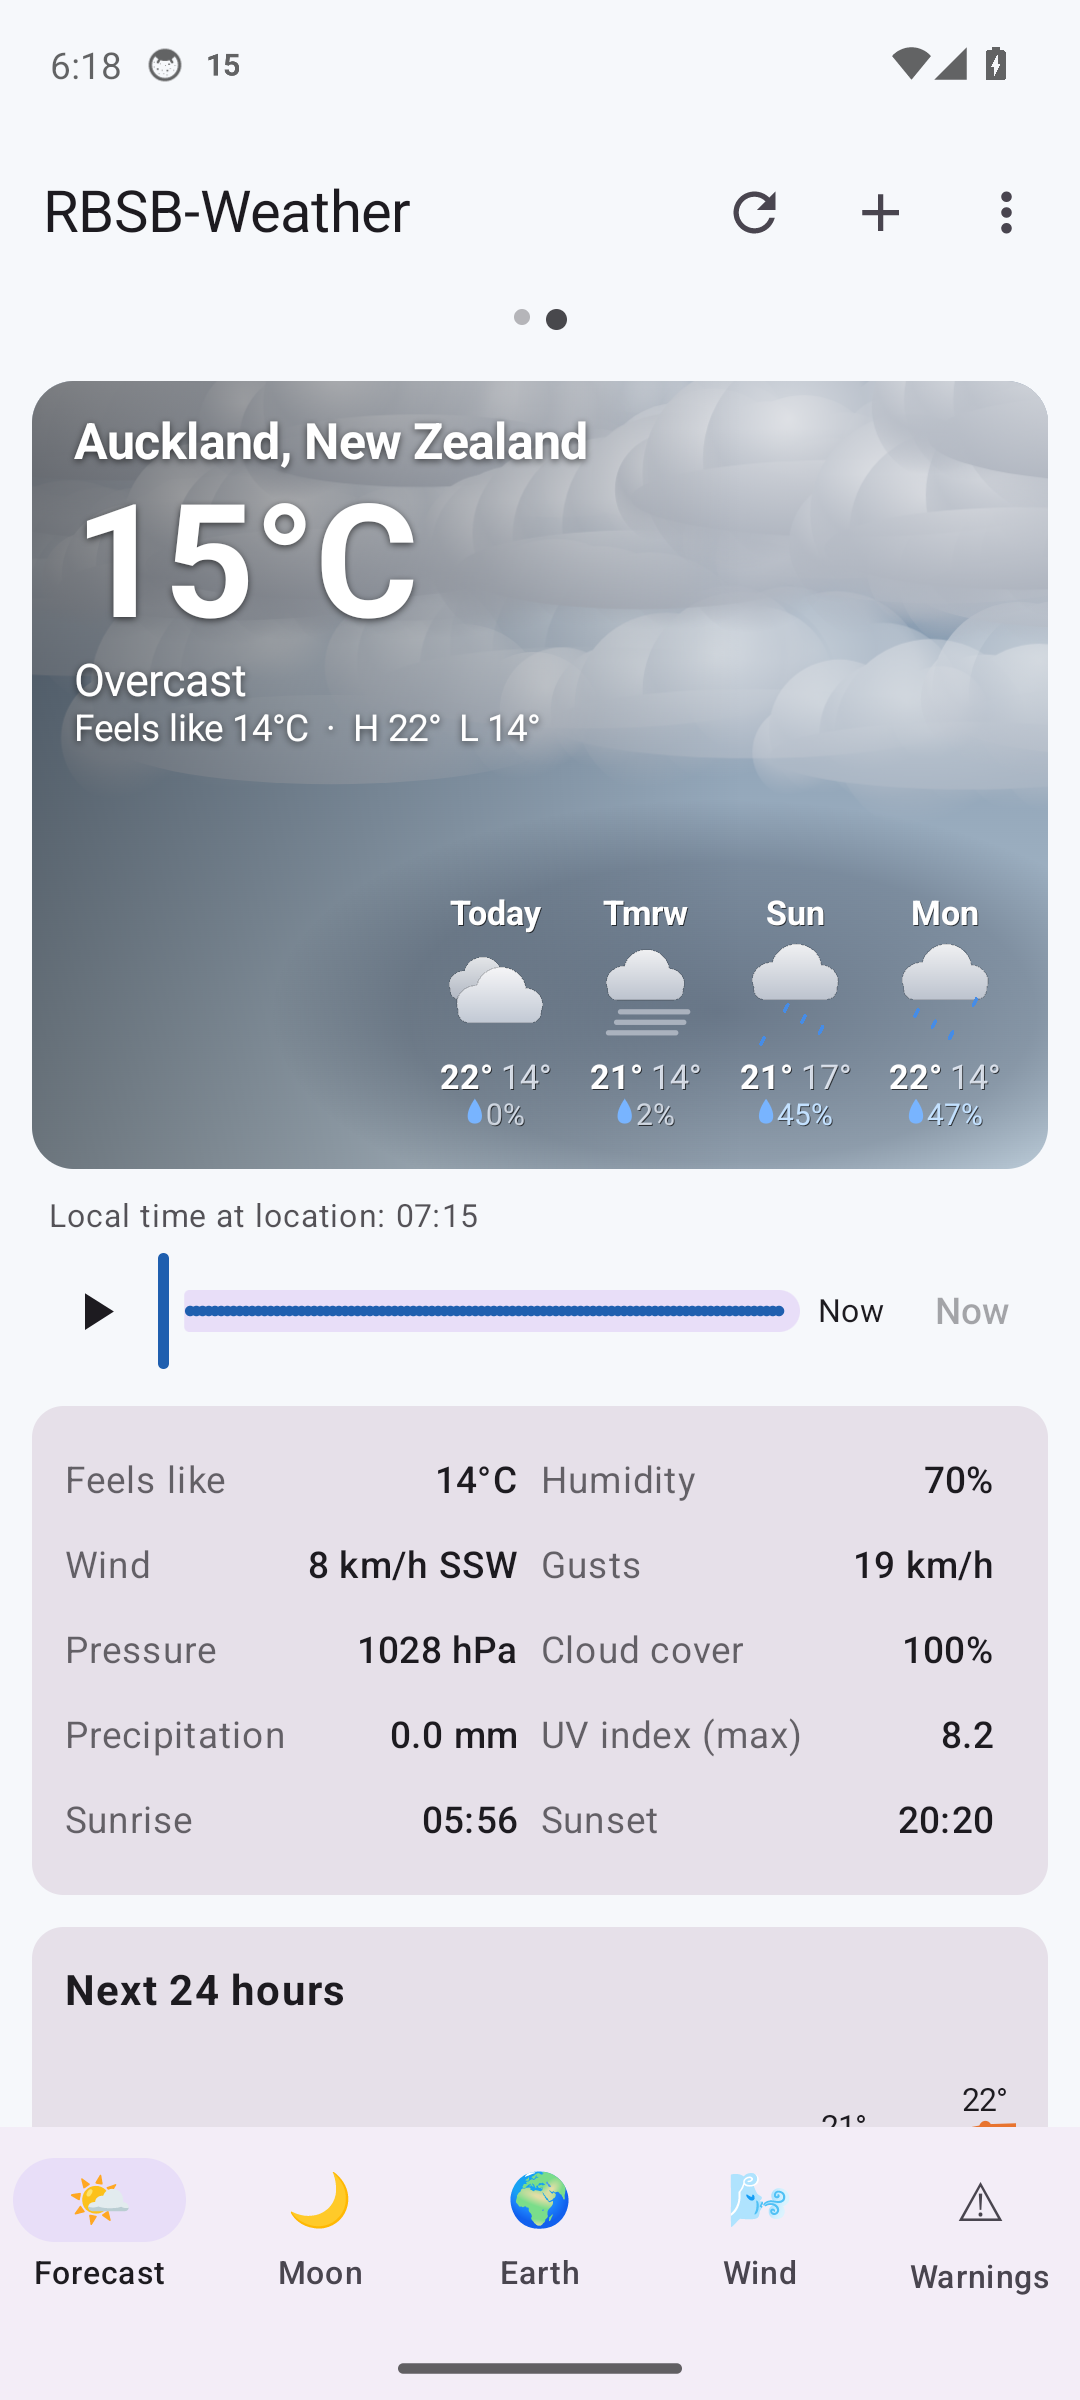 6:18 15
RBSB-Weather
Auckland, New Zealand
15°C
Overcast
Feels like 14°C · H 22° L 14°
Today Tmrw Sun Mon
22° 14° 21° 14° 21° 17° 22° 14°
0% 2% 45% 47%
Local time at location: 07:15
Now Now
Feels like 14°C Humidity 70%
Wind 8 km/h SSW Gusts 19 km/h
Pressure 1028 hPa Cloud cover 100%
Precipitation 0.0 mm UV index (max) 8.2
Sunrise 05:56 Sunset 20:20
Next 24 hours
22°
21°
Forecast Moon Earth Wind Warnings